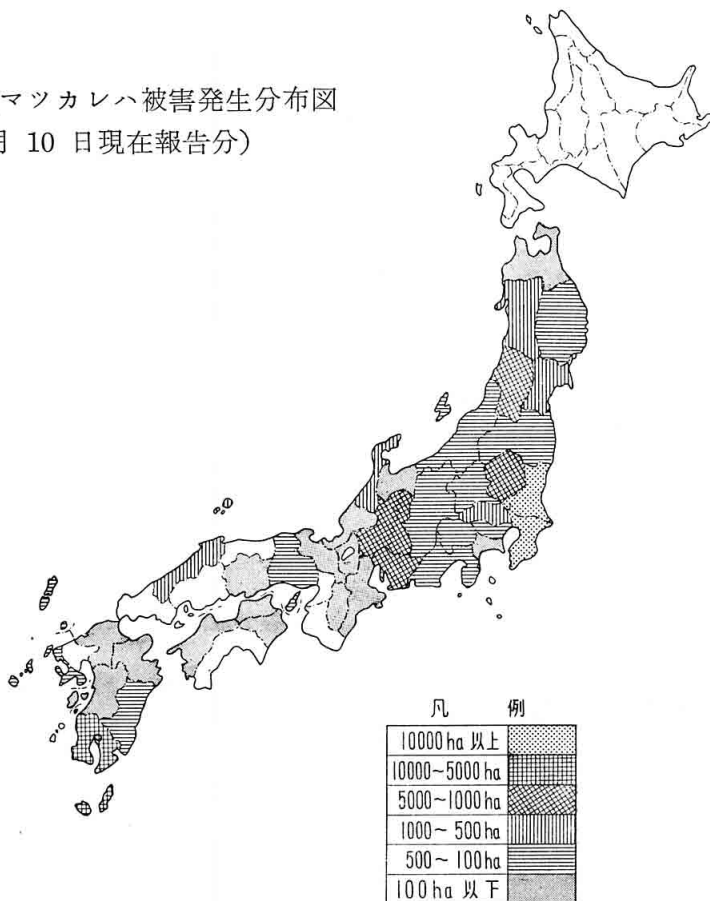 マツカレハ被害発生分布図
月 10 日現在報告分)
凡 例
10000 ha 以上
10000~5000 ha
5000~1000 ha
1000~ 500 ha
500~ 100 ha
100 ha 以下